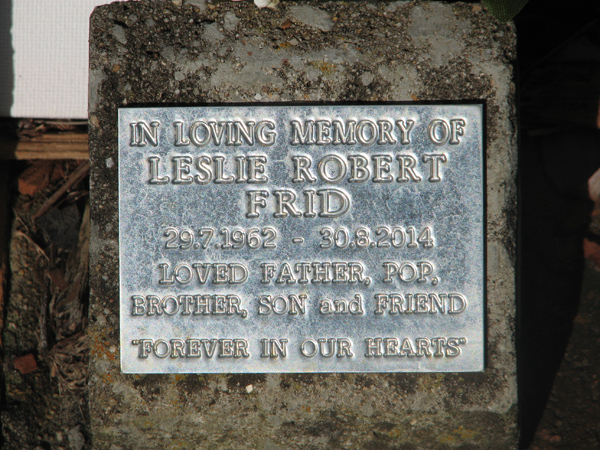 IN LOVING MEMORY OF
LESLIE ROBERT
FRID
29.7.1962 - 30.8.2014
LOVED FATHER, POP,
BROTHER, SON and FRIEND
"FOREVER IN OUR HEARTS"